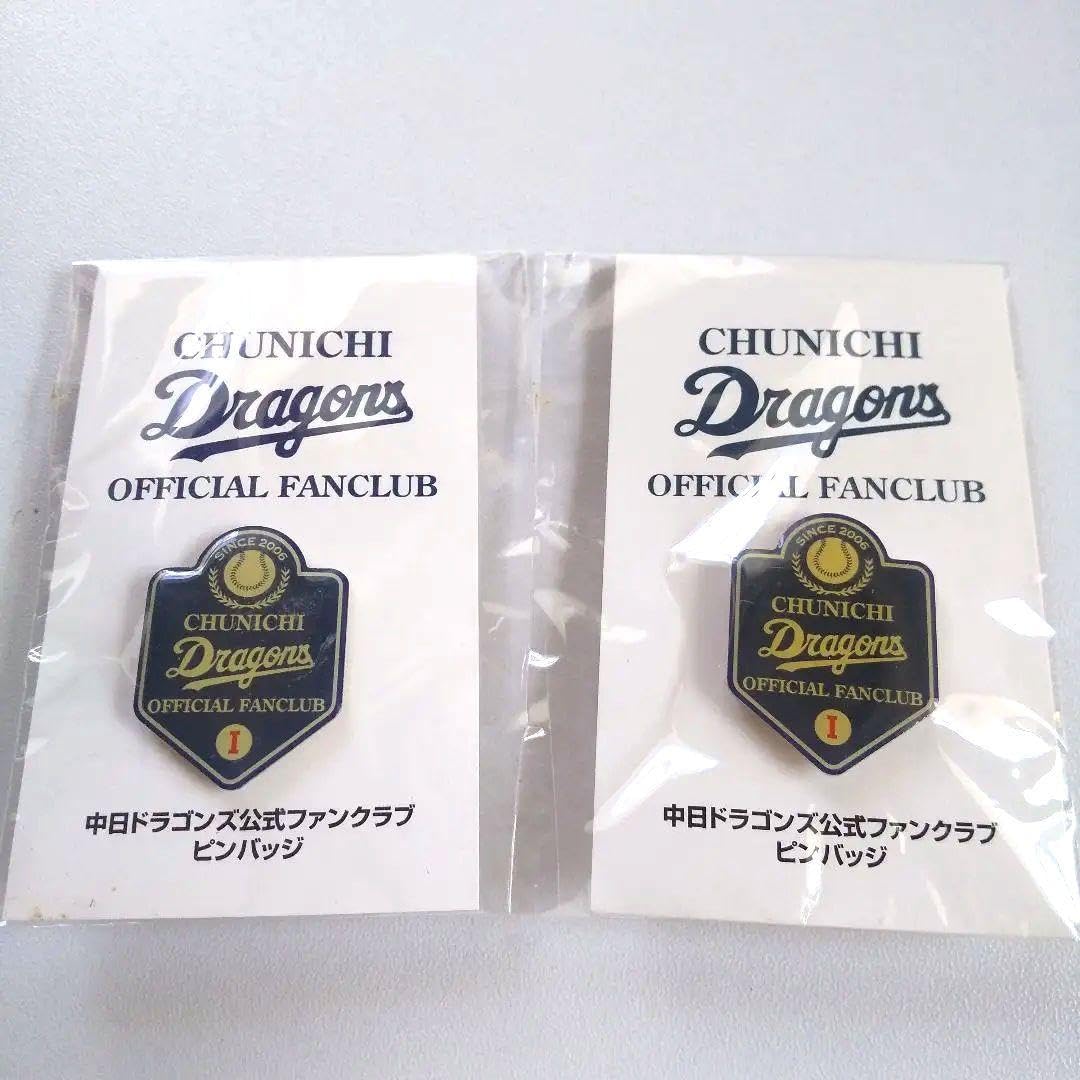 CHUNICHI
Dragons
OFFICIAL FANCLUB
SINCE 2006
CHUNICHI
Dragons
OFFICIAL FANCLUB
I
中日ドラゴンズ公式ファンクラブ
ピンバッジ
CHUNICHI
Dragons
OFFICIAL FANCLUB
SINCE 2006
CHUNICHI
Dragons
OFFICIAL FANCLUB
I
中日ドラゴンズ公式ファンクラブ
ピンバッジ